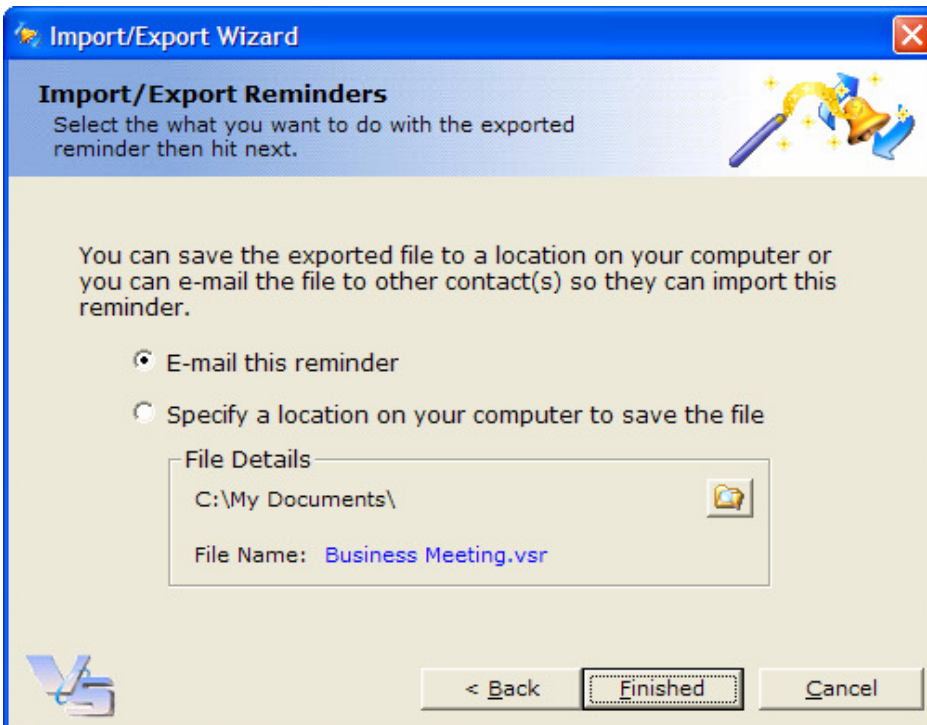 Import/Export Wizard
Import/Export Reminders
Select the what you want to do with the exported
reminder then hit next.
You can save the exported file to a location on your computer or
you can e-mail the file to other contact(s) so they can import this
reminder.
E-mail this reminder
Specify a location on your computer to save the file
File Details
C:\My Documents\
File Name: Business Meeting.vsr
VS
< Back Finished Cancel